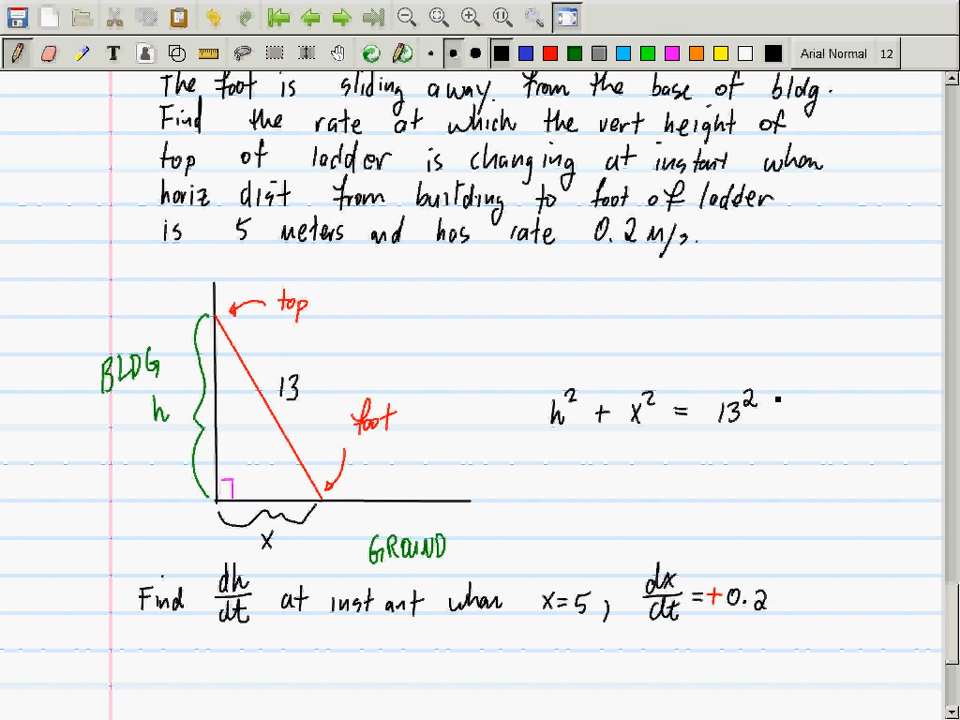 T
Arial Normal 12
The foot is sliding away from the base of bldg.
Find the rate at which the vert height of
top of ladder is changing at instant when
horiz dist from building to foot of ladder
is 5 meters and has rate 0.2 m/s.
top
BLDG
h
13
foot
h² + x² = 13²
x
GROUND
Find dh/dt at instant when x=5, dx/dt = +0.2